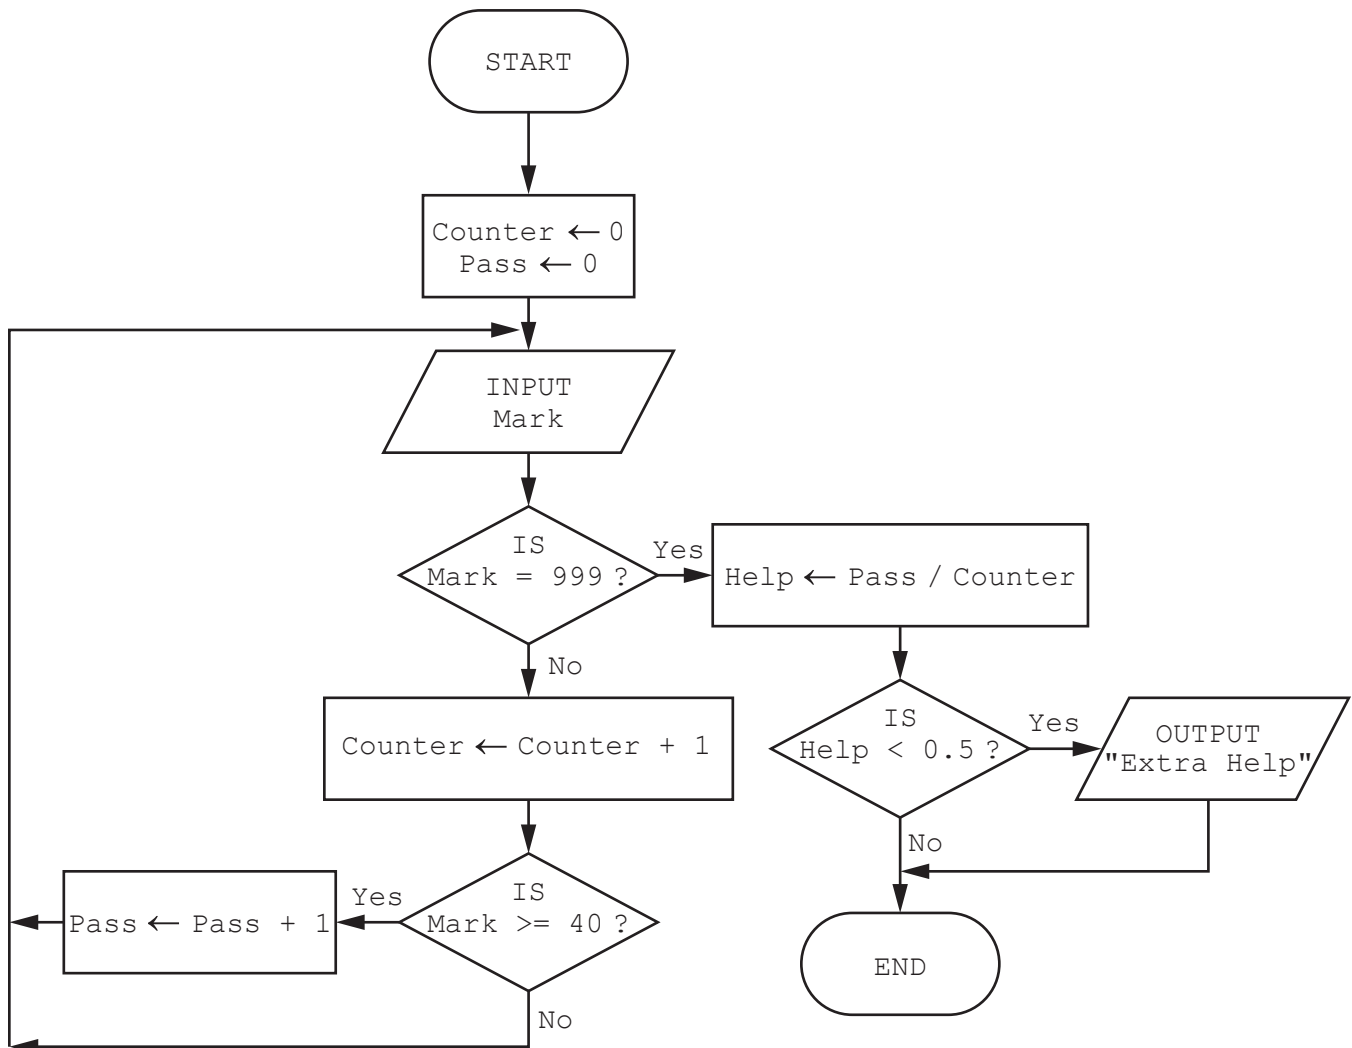 START
Counter ← 0
Pass ← 0
INPUT
Mark
IS
Mark = 999 ?
Yes
Help ← Pass / Counter
No
Counter ← Counter + 1
IS
Help < 0.5 ?
Yes
OUTPUT
"Extra Help"
No
IS
Mark >= 40 ?
Yes
Pass ← Pass + 1
No
END